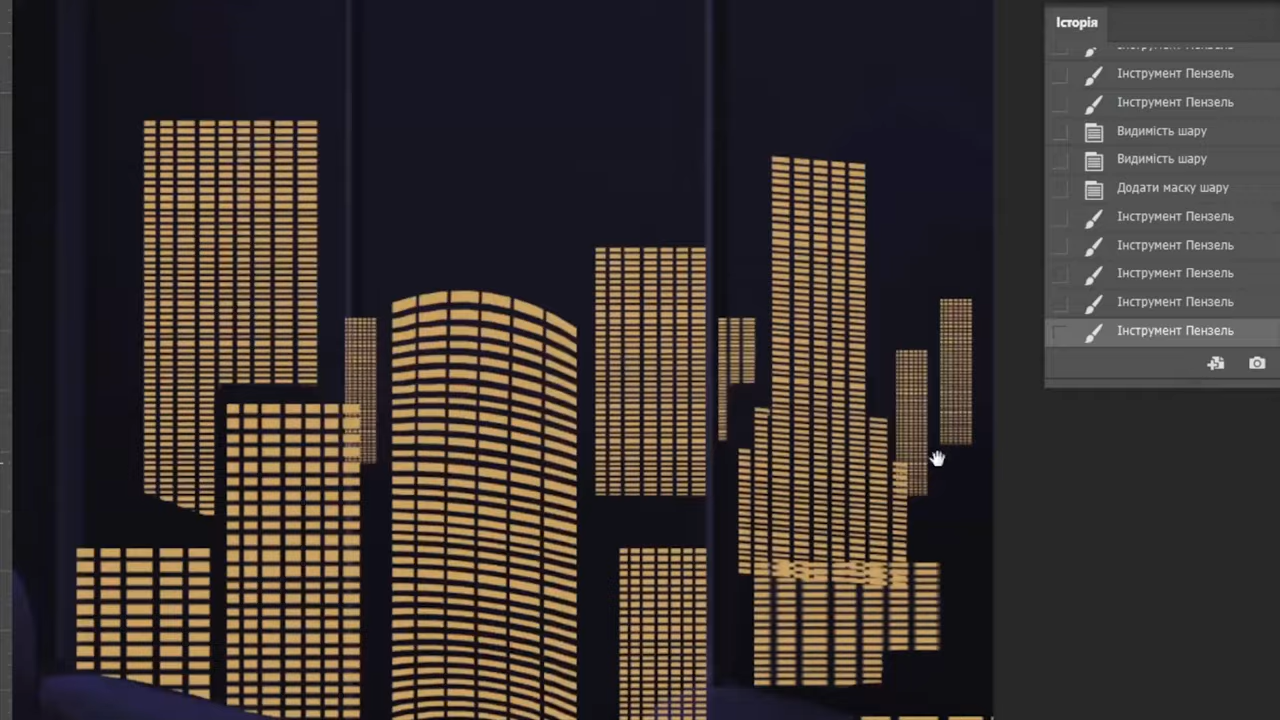 Історія
Інструмент Пензель
Інструмент Пензель
Видимість шару
Видимість шару
Додати маску шару
Інструмент Пензель
Інструмент Пензель
Інструмент Пензель
Інструмент Пензель
Інструмент Пензель